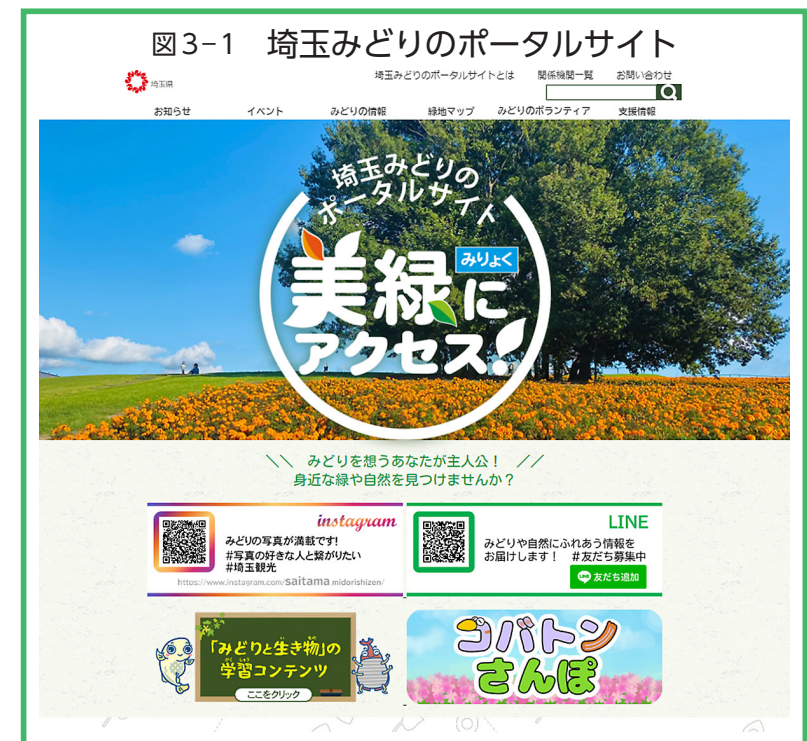 図3-1 埼玉みどりのポータルサイト
埼玉県
埼玉みどりのポータルサイトとは 関係機関一覧 お問い合わせ
お知らせ イベント みどりの情報 緑地マップ みどりのボランティア 支援情報
埼玉みどりの
ポータルサイト
美緑に
みりょく
アクセス!
\\ みどりを想うあなたが主人公! //
身近な緑や自然を見つけませんか?
instagram
みどりの写真が満載です!
#写真の好きな人と繋がりたい
#埼玉観光
https://www.instagram.com/saitama midorishizen/
LINE
みどりや自然にふれあう情報を
お届けします! #友だち募集中
LINE 友だち追加
「みどりと生き物」の
学習コンテンツ
ここをクリック
コバトン
さんぽ